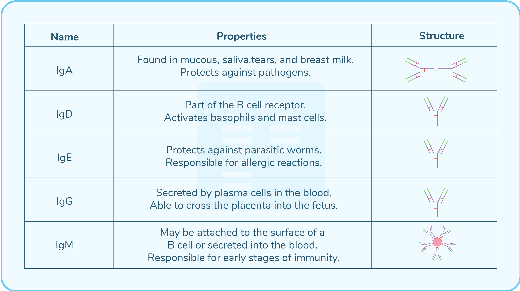 Name Properties Structure
IgA
Found in mucous, saliva.tears, and breast milk.
Protects against pathogens.
IgD
Part of the B cell receptor.
Activates basophils and mast cells.
IgE
Protects against parasitic worms.
Responsible for allergic reactions.
IgG
Secreted by plasma cells in the blood.
Able to cross the placenta into the fetus.
IgM
May be attached to the surface of a
B cell or secreted into the blood.
Responsible for early stages of immunity.